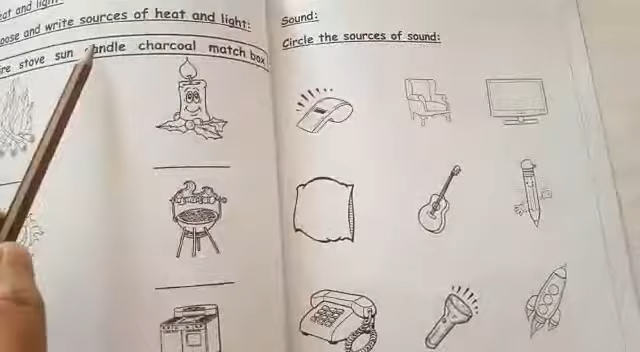 eat and light
oose and write sources of heat and light:
re stove sun andle charcoal match box
Sound:
Circle the sources of sound: